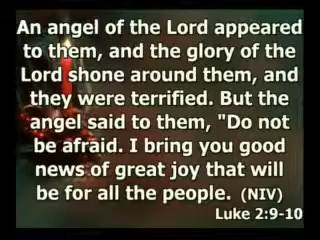 An angel of the Lord appeared
to them, and the glory of the
Lord shone around them, and
they were terrified. But the
angel said to them, "Do not
be afraid. I bring you good
news of great joy that will
be for all the people. (NIV)
Luke 2:9-10